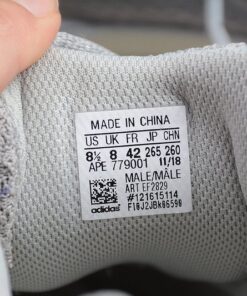 MADE IN CHINA
US UK FR JP CHN
8½ 8 42 265 260
APE 779001 11/18
MALE/MÂLE
ART EF2829
#121615114
adidas